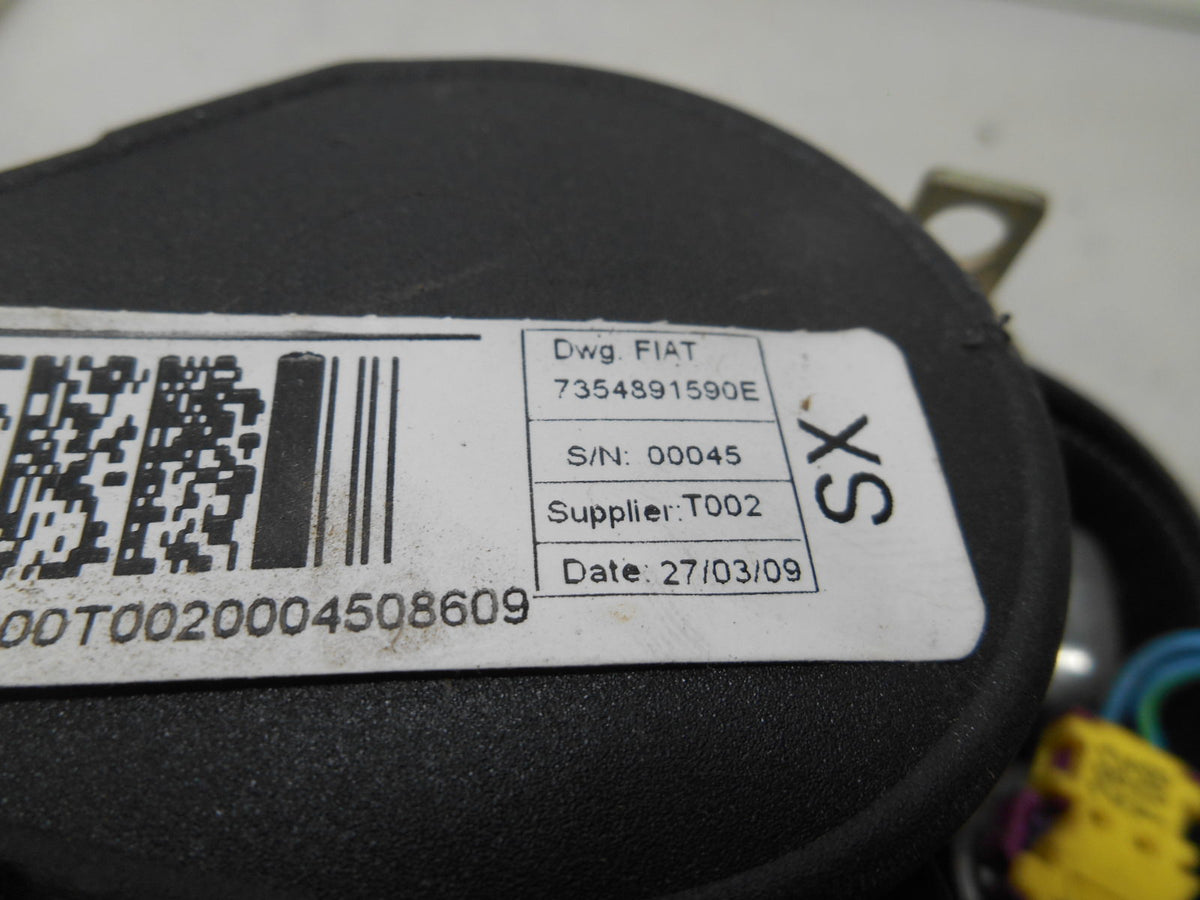 Dwg. FIAT
7354891590E
S/N: 00045
Supplier: T002
Date: 27/03/09
SX
00T0020004508609